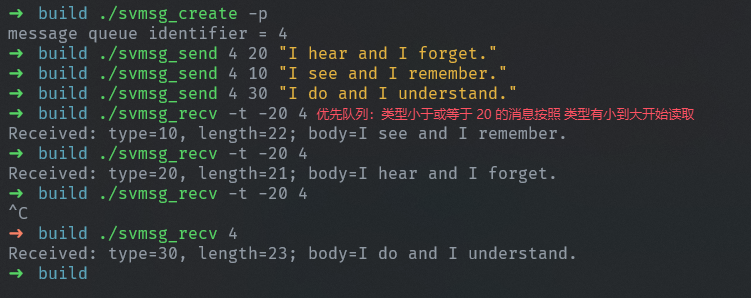 ➜ build ./svmsg_create -p
message queue identifier = 4
➜ build ./svmsg_send 4 20 "I hear and I forget."
➜ build ./svmsg_send 4 10 "I see and I remember."
➜ build ./svmsg_send 4 30 "I do and I understand."
➜ build ./svmsg_recv -t -20 4 优先队列：类型小于或等于 20 的消息按照 类型有小到大开始读取
Received: type=10, length=22; body=I see and I remember.
➜ build ./svmsg_recv -t -20 4
Received: type=20, length=21; body=I hear and I forget.
➜ build ./svmsg_recv -t -20 4
^C
➜ build ./svmsg_recv 4
Received: type=30, length=23; body=I do and I understand.
➜ build